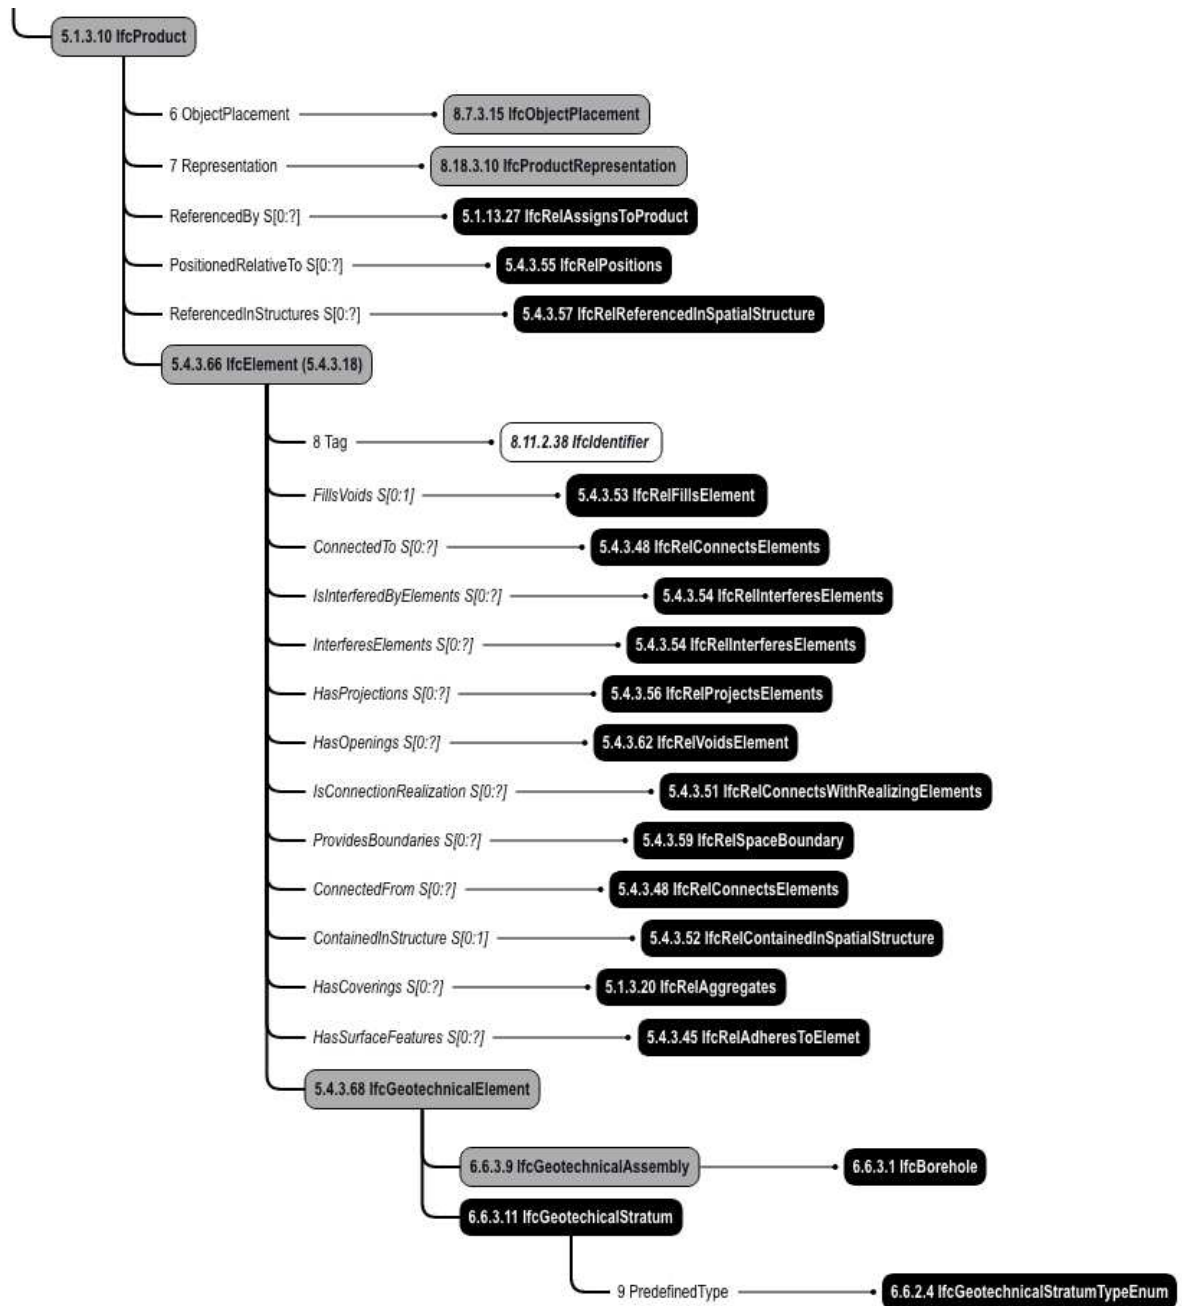 5.1.3.10 IfcProduct
6 ObjectPlacement 8.7.3.15 IfcObjectPlacement
7 Representation 8.18.3.10 IfcProductRepresentation
ReferencedBy S[0:?] 5.1.13.27 IfcRelAssignsToProduct
PositionedRelativeTo S[0:?] 5.4.3.55 IfcRelPositions
ReferencedInStructures S[0:?] 5.4.3.57 IfcRelReferencedInSpatialStructure
5.4.3.66 IfcElement (5.4.3.18)
8 Tag 8.11.2.38 IfcIdentifier
FillsVoids S[0:1] 5.4.3.53 IfcRelFillsElement
ConnectedTo S[0:?] 5.4.3.48 IfcRelConnectsElements
IsInterferedByElements S[0:?] 5.4.3.54 IfcRelInterferesElements
InterferesElements S[0:?] 5.4.3.54 IfcRelInterferesElements
HasProjections S[0:?] 5.4.3.56 IfcRelProjectsElements
HasOpenings S[0:?] 5.4.3.62 IfcRelVoidsElement
IsConnectionRealization S[0:?] 5.4.3.51 IfcRelConnectsWithRealizingElements
ProvidesBoundaries S[0:?] 5.4.3.59 IfcRelSpaceBoundary
ConnectedFrom S[0:?] 5.4.3.48 IfcRelConnectsElements
ContainedInStructure S[0:1] 5.4.3.52 IfcRelContainedInSpatialStructure
HasCoverings S[0:?] 5.1.3.20 IfcRelAggregates
HasSurfaceFeatures S[0:?] 5.4.3.45 IfcRelAdheresToElemet
5.4.3.68 IfcGeotechnicalElement
6.6.3.9 IfcGeotechnicalAssembly 6.6.3.1 IfcBorehole
6.6.3.11 IfcGeotechicalStratum
9 PredefinedType 6.6.2.4 IfcGeotechnicalStratumTypeEnum